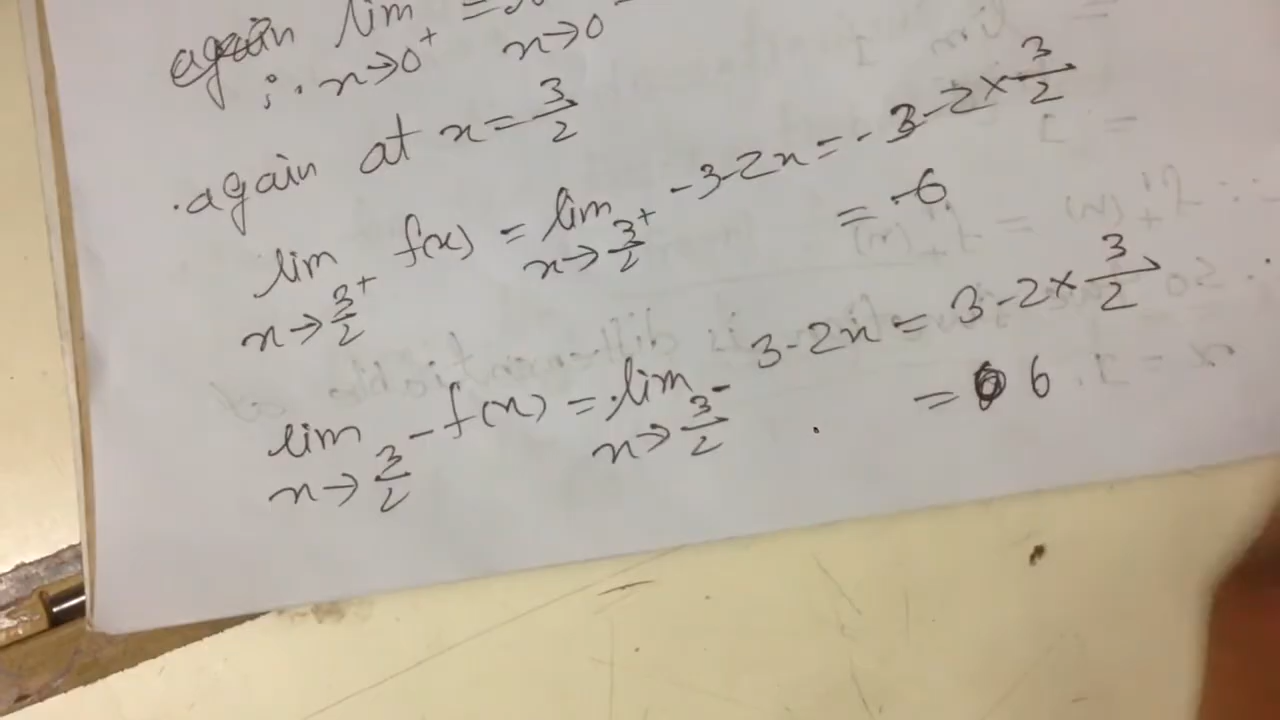 again lim =
∴ x→0⁺ x→0
again at x = 3/2
lim x→3/2⁺ f(x) = lim x→3/2⁺ -3-2x = -3-2×3/2
= -6
lim x→3/2⁻ f(x) = lim x→3/2⁻ 3-2x = 3-2×3/2
= 6